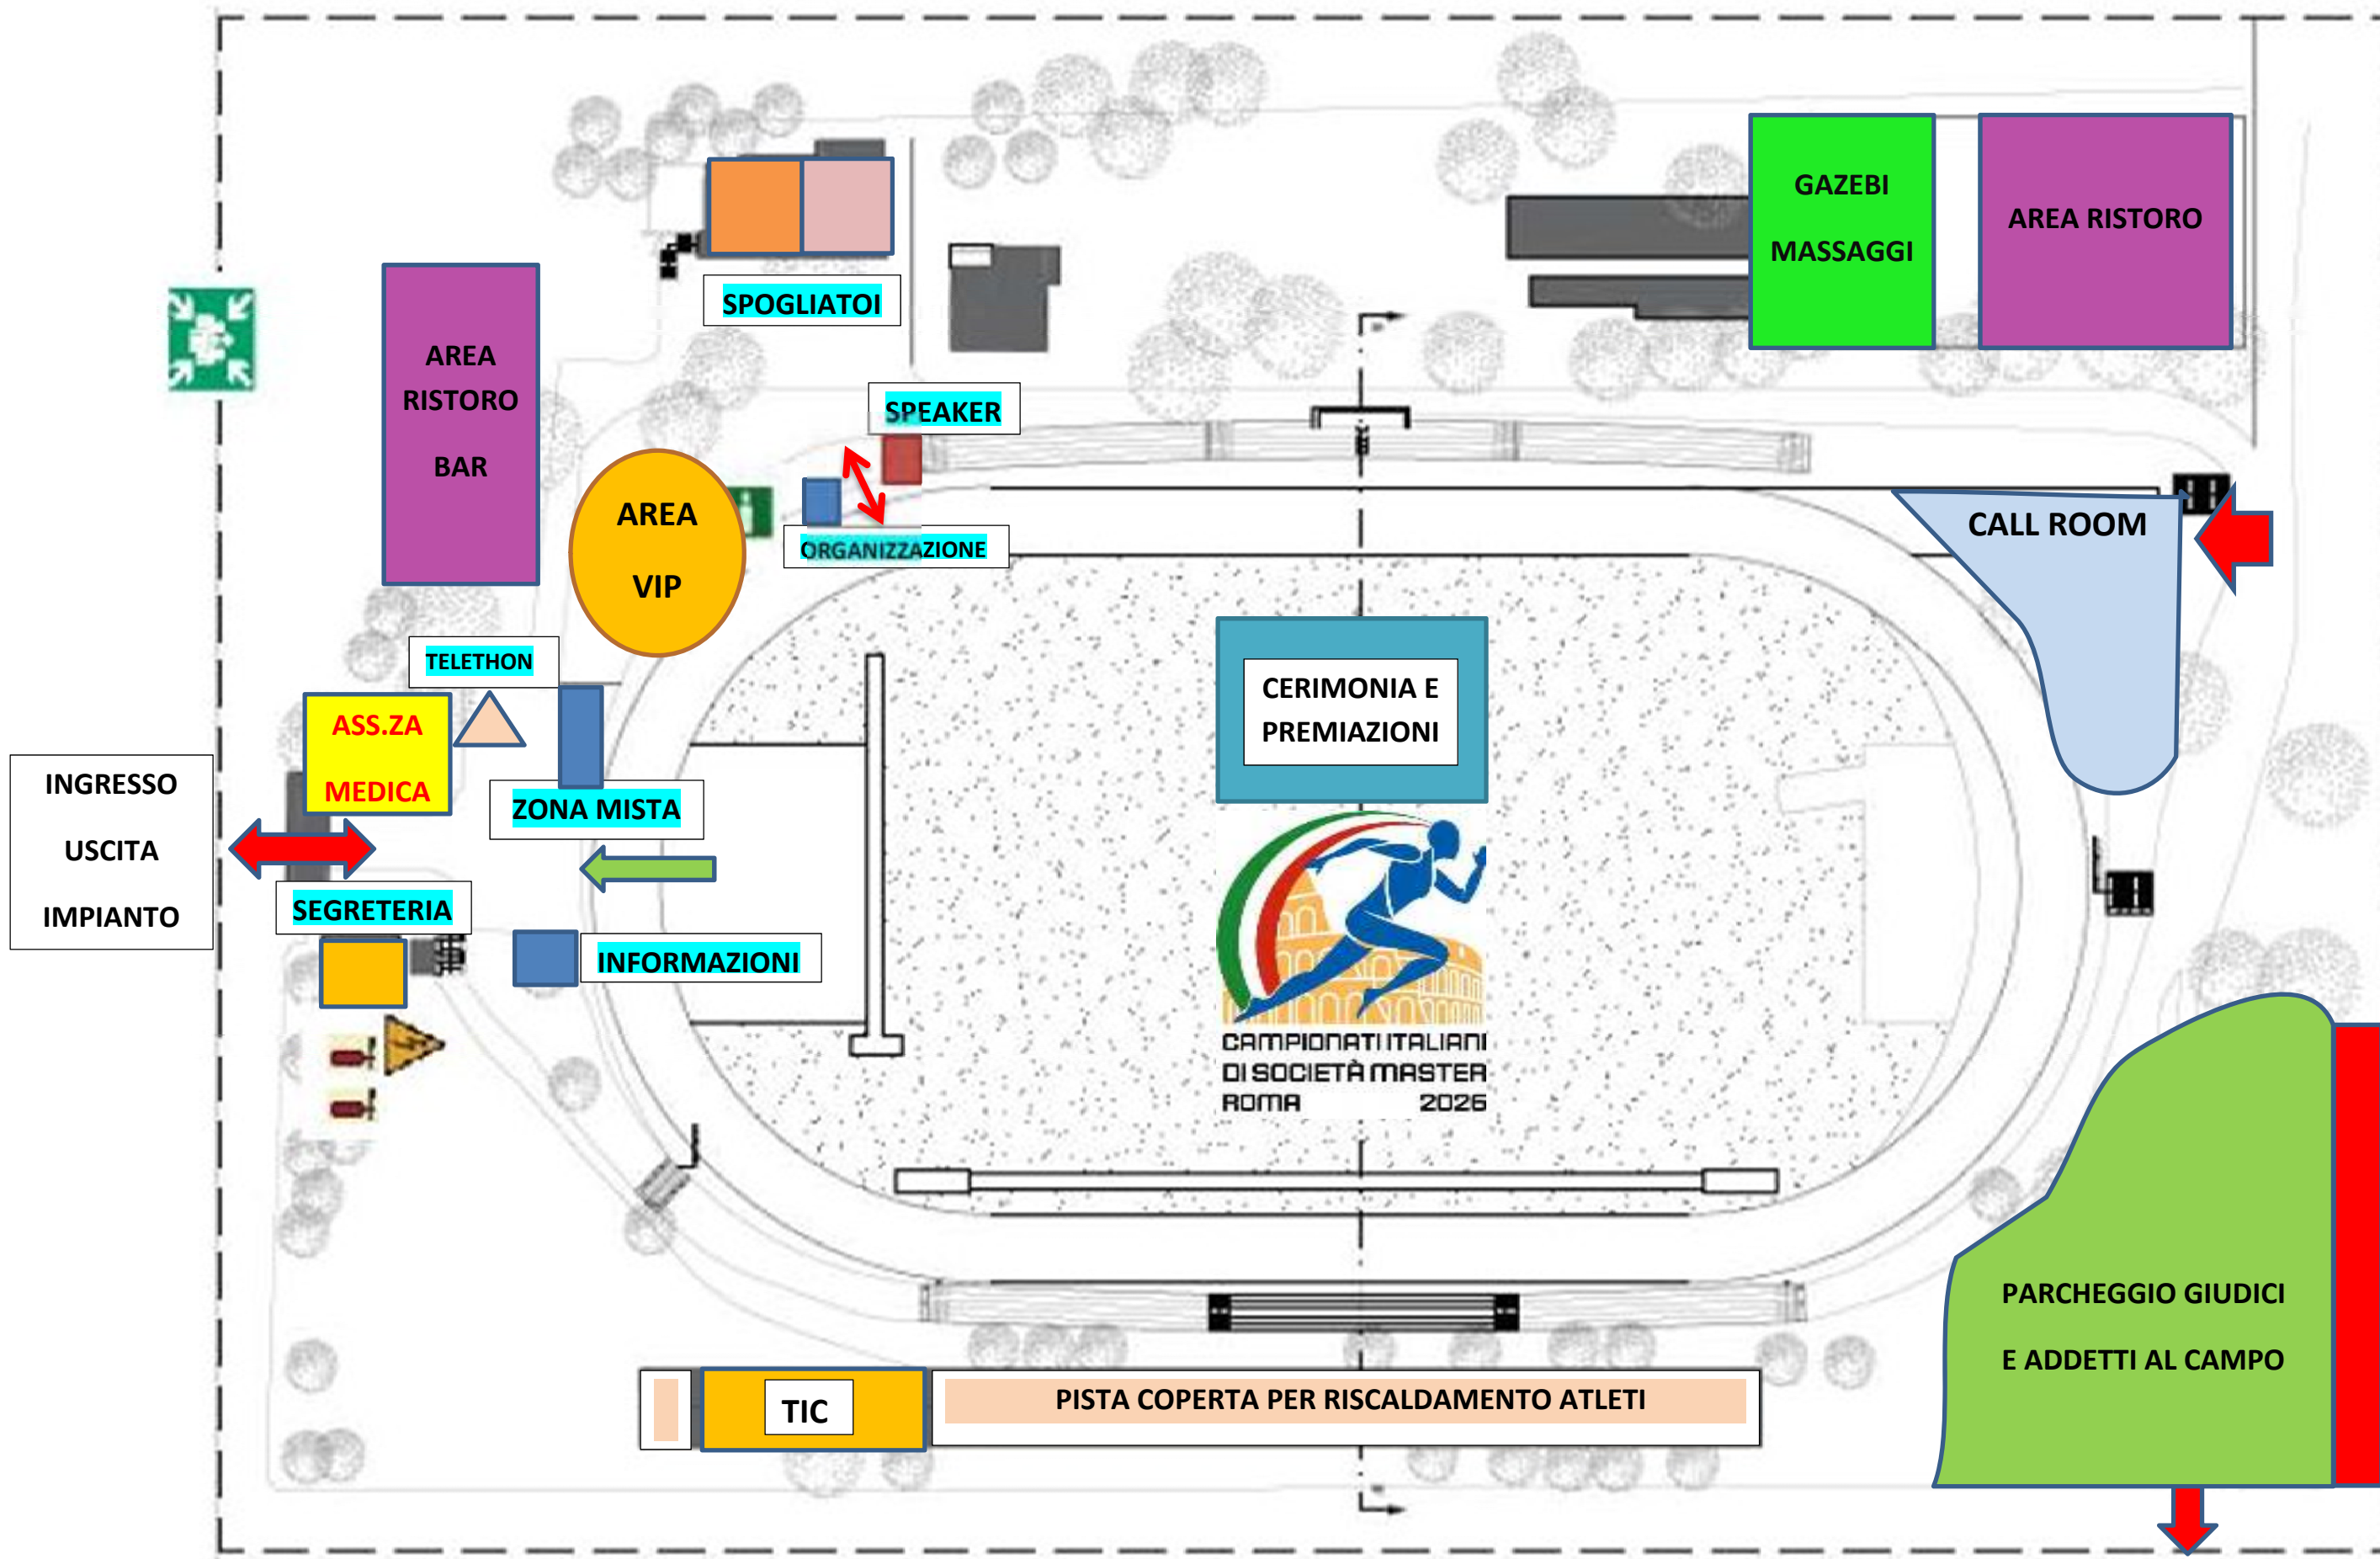 GAZEBI
MASSAGGI
AREA RISTORO
SPOGLIATOI
AREA
RISTORO
BAR
SPEAKER
AREA
VIP
ORGANIZZAZIONE
CALL ROOM
TELETHON
CERIMONIA E
PREMIAZIONI
ASS.ZA
MEDICA
ZONA MISTA
INGRESSO
USCITA
IMPIANTO
SEGRETERIA
INFORMAZIONI
CAMPIONATI ITALIANI
DI SOCIETÀ MASTER
ROMA 2026
PARCHEGGIO GIUDICI
E ADDETTI AL CAMPO
TIC
PISTA COPERTA PER RISCALDAMENTO ATLETI